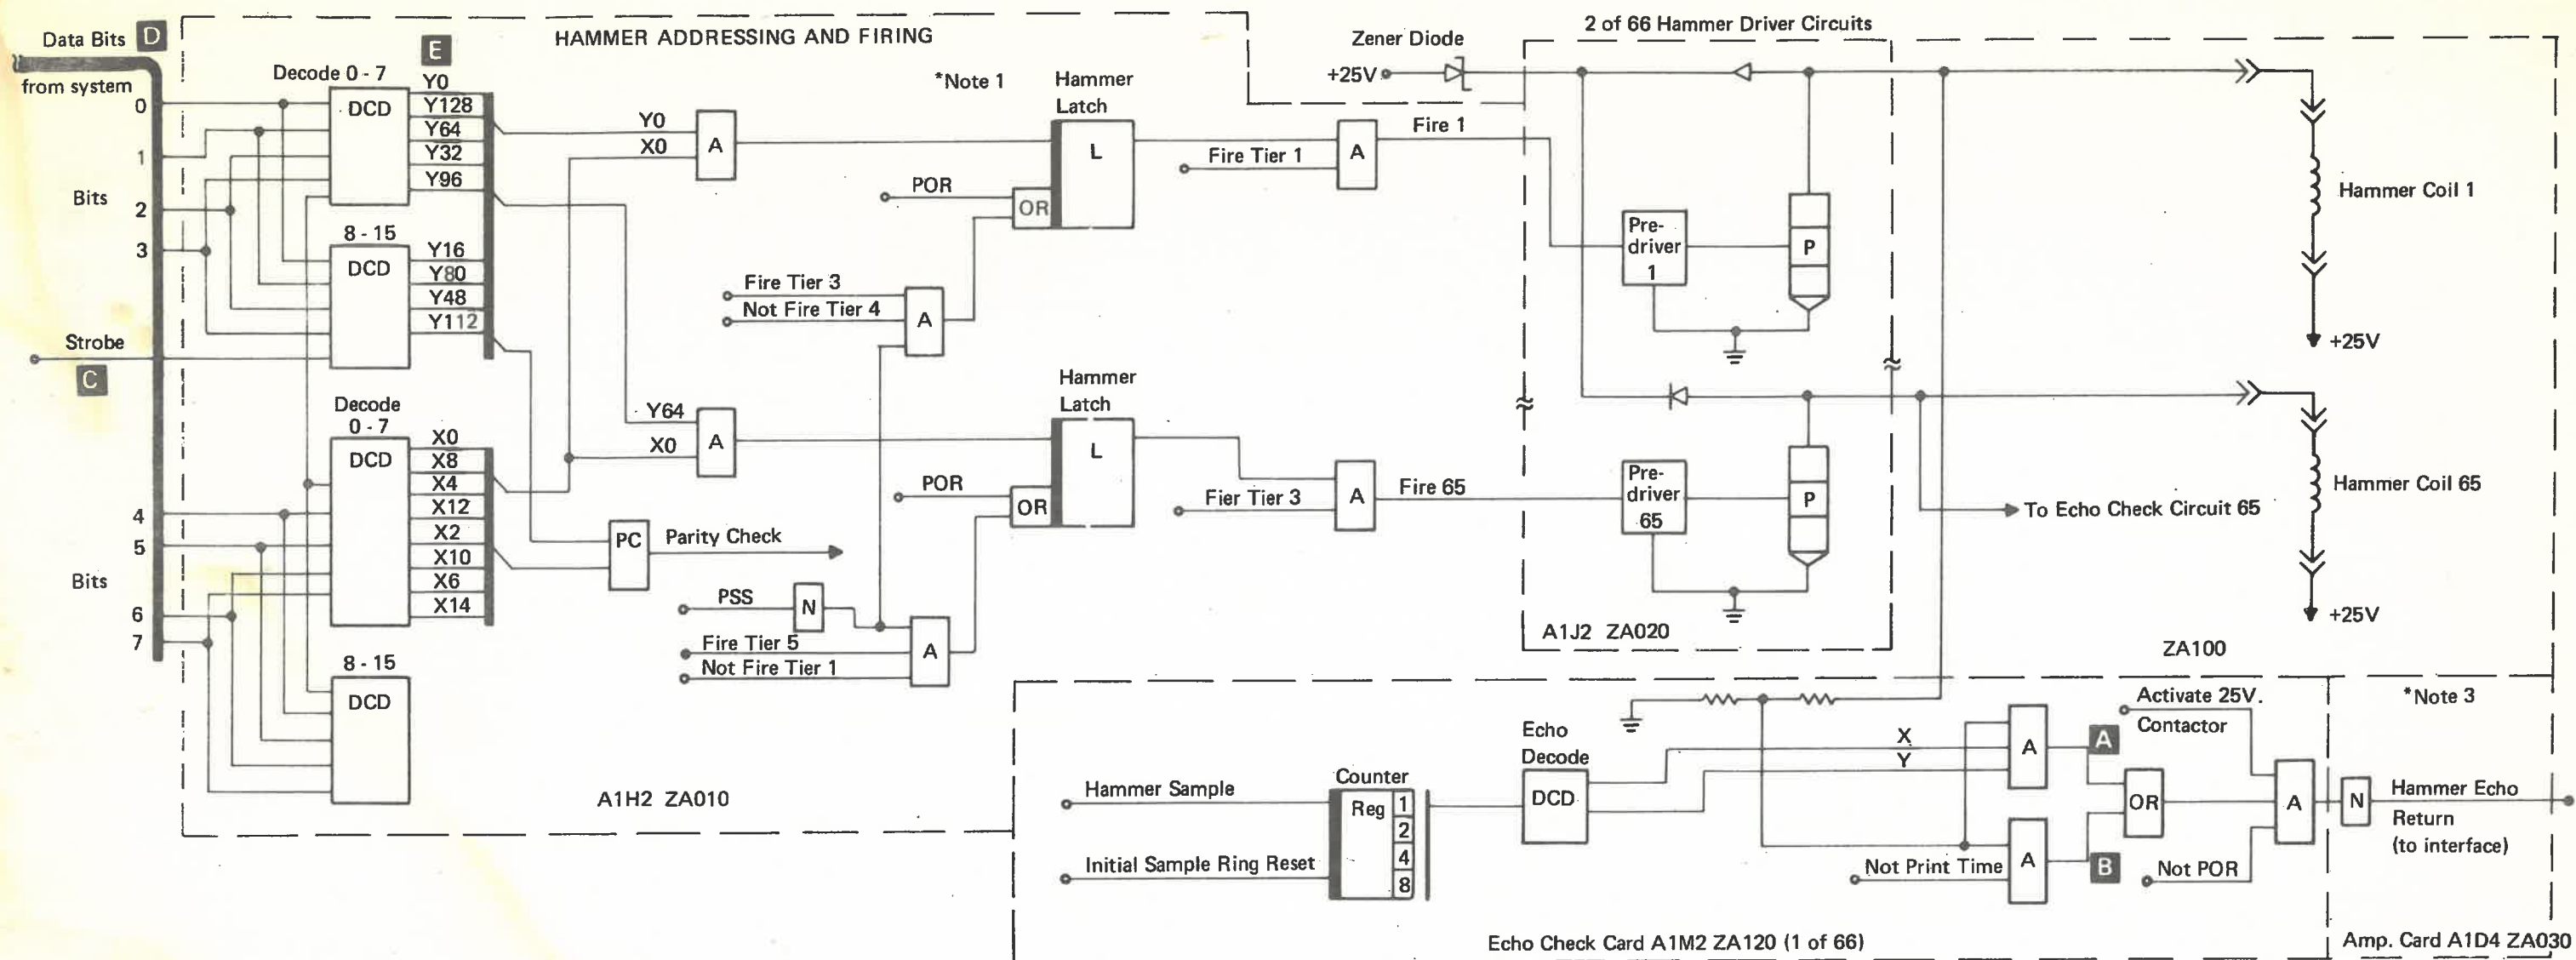 Data Bits D
from system
0
1
Bits
2
3
Strobe
C
4
5
Bits
6
7
HAMMER ADDRESSING AND FIRING
E
Decode 0 - 7
DCD
Y0
Y128
Y64
Y32
Y96
8 - 15
DCD
Y16
Y80
Y48
Y112
Decode
0 - 7
DCD
X0
X8
X4
X12
X2
X10
X6
X14
8 - 15
DCD
Y0
X0
A
*Note 1
Hammer
Latch
L
POR
OR
Fire Tier 3
Not Fire Tier 4
A
Fire Tier 1
A
Fire 1
Y64
X0
A
Hammer
Latch
L
POR
OR
PC
Parity Check
PSS
N
Fire Tier 5
Not Fire Tier 1
A
Fier Tier 3
A
Fire 65
A1H2 ZA010
Zener Diode
+25V
2 of 66 Hammer Driver Circuits
Pre-
driver
1
P
Pre-
driver
65
P
A1J2 ZA020
Hammer Coil 1
+25V
To Echo Check Circuit 65
Hammer Coil 65
+25V
ZA100
Hammer Sample
Initial Sample Ring Reset
Counter
Reg
1
2
4
8
Echo
Decode
DCD
X
Y
A
A
Not Print Time
A
B
Activate 25V.
Contactor
OR
Not POR
A
*Note 3
N
Hammer Echo
Return
(to interface)
Echo Check Card A1M2 ZA120 (1 of 66)
Amp. Card A1D4 ZA030